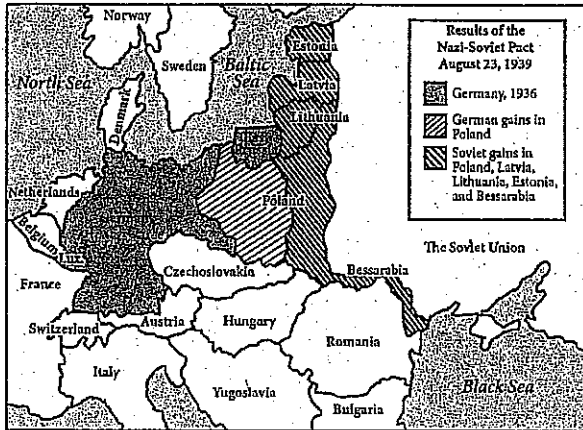 Norway
Sweden
Baltic
Sea
North Sea
Denmark
Estonia
Latvia
Lithuania
Netherlands
Belgium
Lux.
Poland
Czechoslovakia
France
Switzerland
Austria
Hungary
Bessarabia
Romania
Italy
Yugoslavia
Bulgaria
The Soviet Union
Black Sea
Results of the
Nazi-Soviet Pact
August 23, 1939
Germany, 1936
German gains in
Poland
Soviet gains in
Poland, Latvia,
Lithuania, Estonia,
and Bessarabia